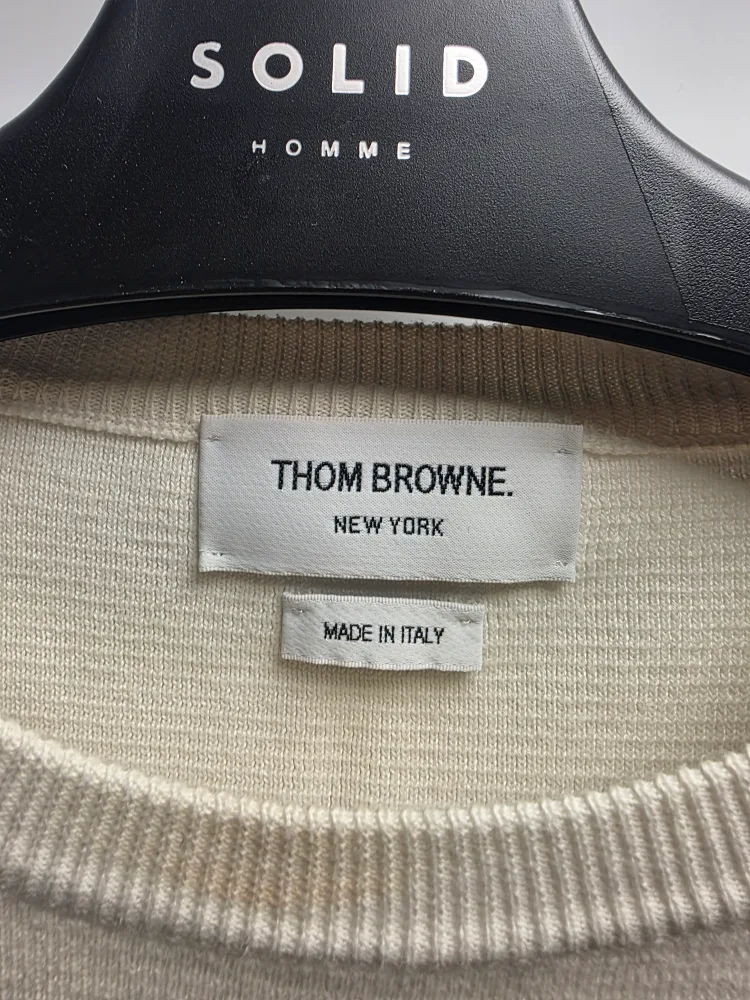 SOLID
HOMME
THOM BROWNE.
NEW YORK
MADE IN ITALY